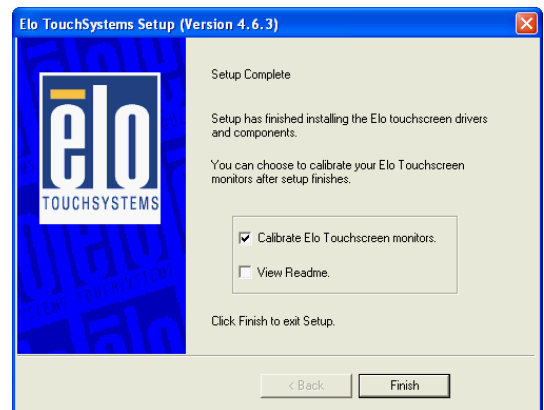 Elo TouchSystems Setup (Version 4.6.3)
ēlo
TOUCHSYSTEMS
Setup Complete
Setup has finished installing the Elo touchscreen drivers
and components.
You can choose to calibrate your Elo Touchscreen
monitors after setup finishes.
Calibrate Elo Touchscreen monitors.
View Readme.
Click Finish to exit Setup.
< Back
Finish